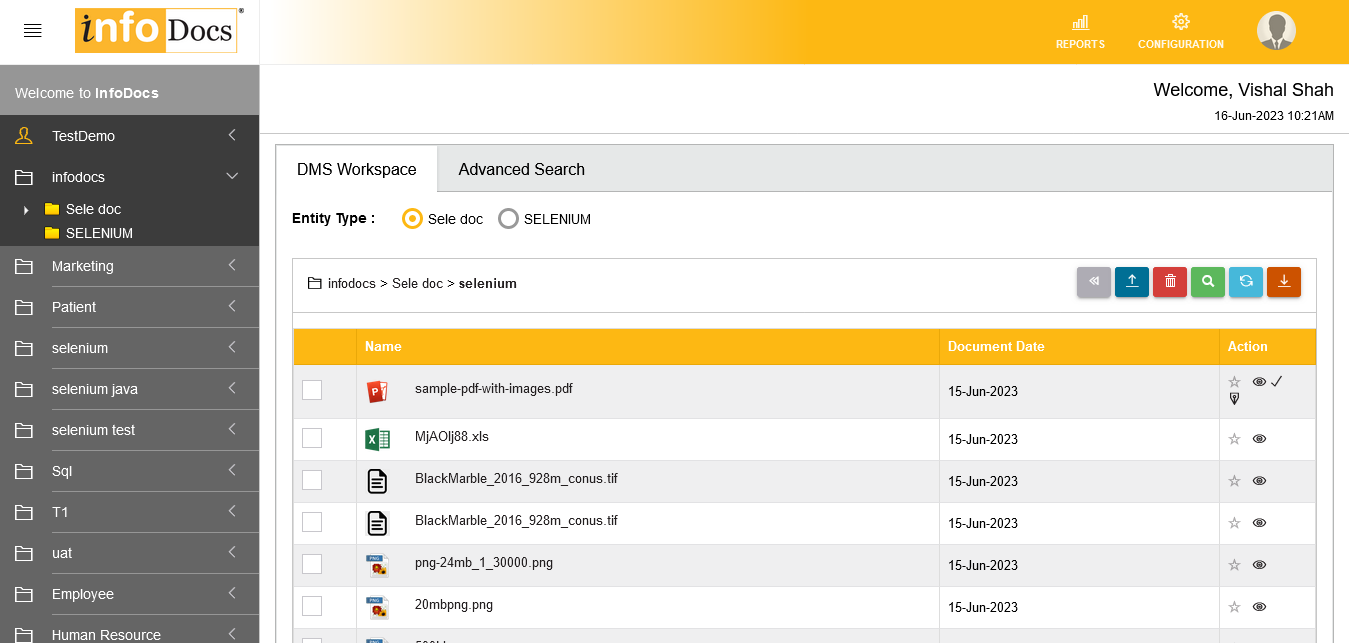 info Docs ®
REPORTS
CONFIGURATION
Welcome to InfoDocs
Welcome, Vishal Shah
16-Jun-2023 10:21AM
TestDemo
infodocs
Sele doc
SELENIUM
Marketing
Patient
selenium
selenium java
selenium test
Sql
T1
uat
Employee
Human Resource
DMS Workspace
Advanced Search
Entity Type :
Sele doc
SELENIUM
infodocs > Sele doc > selenium
Name Document Date Action
sample-pdf-with-images.pdf 15-Jun-2023
MjAOIj88.xls 15-Jun-2023
BlackMarble_2016_928m_conus.tif 15-Jun-2023
BlackMarble_2016_928m_conus.tif 15-Jun-2023
PNG png-24mb_1_30000.png 15-Jun-2023
PNG 20mbpng.png 15-Jun-2023